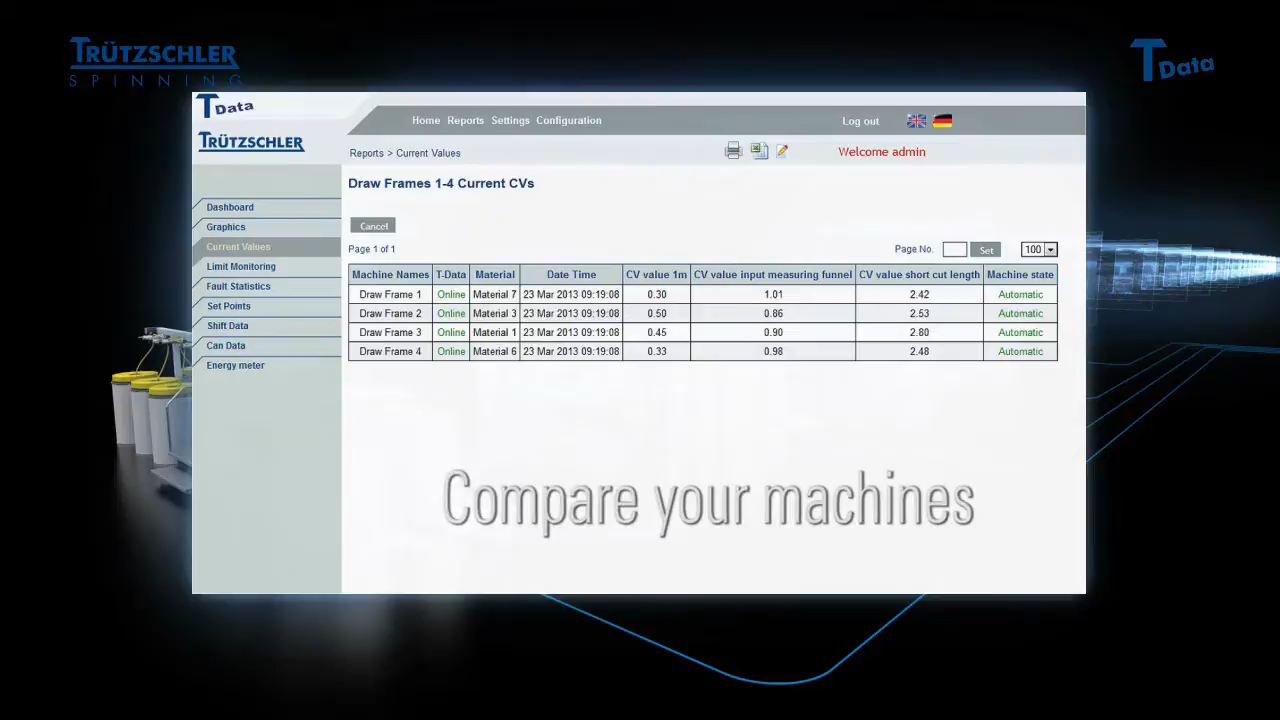 TRÜTZSCHLER
SPINNING
T Data
T Data
TRÜTZSCHLER
Home Reports Settings Configuration
Log out
Reports > Current Values
Welcome admin
Dashboard
Graphics
Current Values
Limit Monitoring
Fault Statistics
Set Points
Shift Data
Can Data
Energy meter
Draw Frames 1-4 Current CVs
Cancel
Page 1 of 1
Page No. Set 100
Machine Names T-Data Material Date Time CV value 1m CV value input measuring funnel CV value short cut length Machine state
Draw Frame 1 Online Material 7 23 Mar 2013 09:19:08 0.30 1.01 2.42 Automatic
Draw Frame 2 Online Material 3 23 Mar 2013 09:19:08 0.50 0.86 2.53 Automatic
Draw Frame 3 Online Material 1 23 Mar 2013 09:19:08 0.45 0.90 2.80 Automatic
Draw Frame 4 Online Material 6 23 Mar 2013 09:19:08 0.33 0.98 2.48 Automatic
Compare your machines